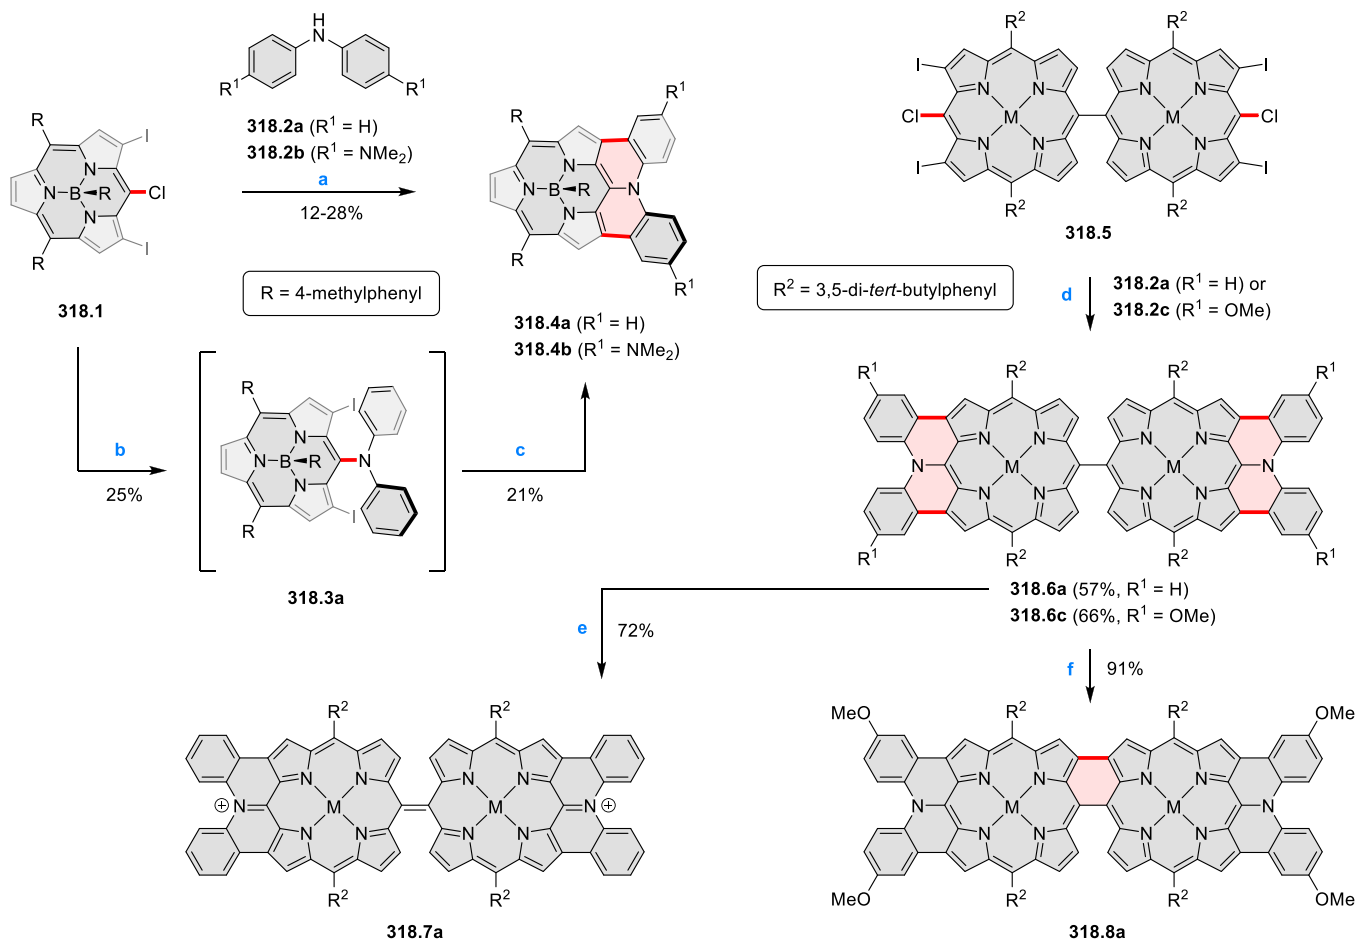 H
N
R¹
R¹
318.2a (R¹ = H)
318.2b (R¹ = NMe₂)
a
12-28%
R
I
N
N
B
R
Cl
N
I
R
318.1
R = 4-methylphenyl
R¹
R
N
N
B
R
N
N
R
R¹
318.4a (R¹ = H)
318.4b (R¹ = NMe₂)
R²
R²
I
I
N
N
N
N
Cl
M
M
Cl
N
N
N
N
I
I
R²
R²
318.5
R² = 3,5-di-tert-butylphenyl
d
318.2a (R¹ = H) or
318.2c (R¹ = OMe)
b
25%
R
I
N
N
B
R
N
N
I
R
318.3a
c
21%
R¹
R²
R²
R¹
N
N
N
N
N
M
M
N
N
N
N
N
R¹
R²
R²
R¹
318.6a (57%, R¹ = H)
318.6c (66%, R¹ = OMe)
e
72%
f
91%
R²
R²
N
N
N
N
⊕
N
M
M
N
⊕
N
N
N
N
R²
R²
318.7a
MeO
R²
R²
OMe
N
N
N
N
N
M
M
N
N
N
N
N
MeO
R²
R²
OMe
318.8a